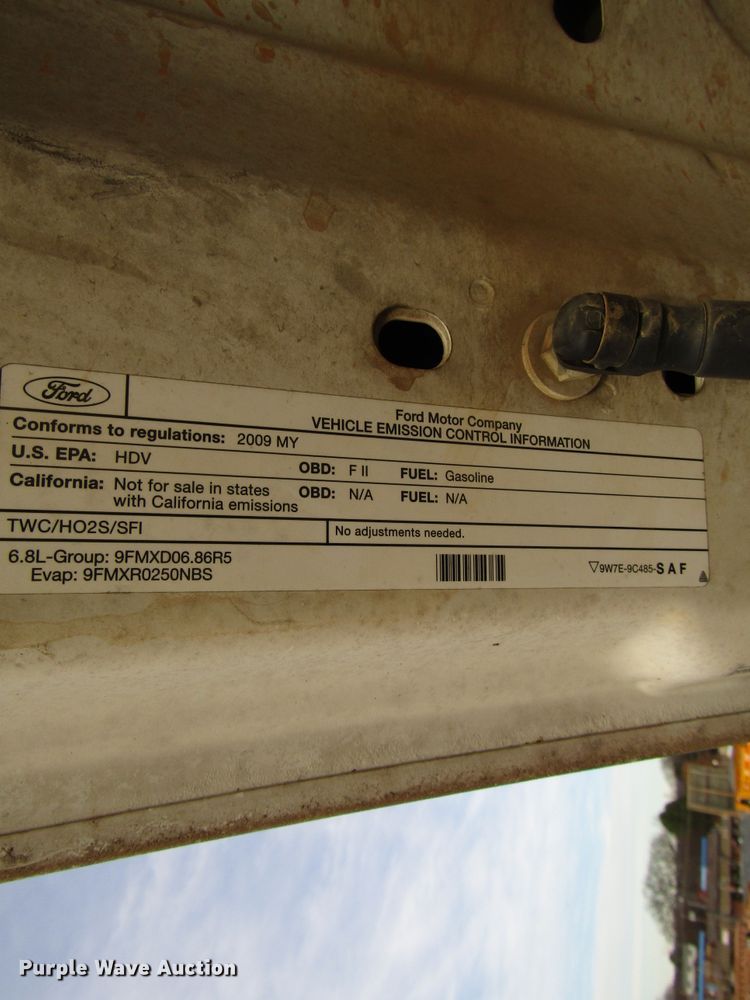 Ford
Ford Motor Company
VEHICLE EMISSION CONTROL INFORMATION
Conforms to regulations: 2009 MY
U.S. EPA: HDV OBD: F II FUEL: Gasoline
California: Not for sale in states with California emissions OBD: N/A FUEL: N/A
TWC/HO2S/SFI No adjustments needed.
6.8L-Group: 9FMXD06.86R5
Evap: 9FMXR0250NBS
9W7E-9C485-SAF
Purple Wave Auction